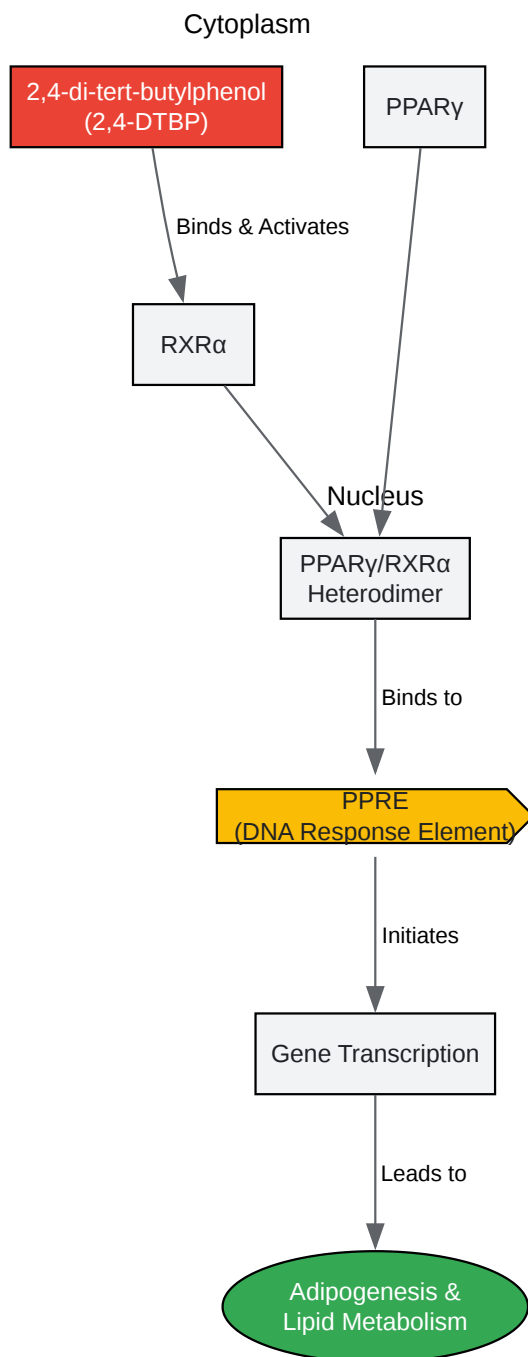 Cytoplasm
2,4-di-tert-butylphenol
(2,4-DTBP)
PPARγ
Binds & Activates
RXRα
Nucleus
PPARγ/RXRα
Heterodimer
Binds to
PPRE
(DNA Response Element)
Initiates
Gene Transcription
Leads to
Adipogenesis &
Lipid Metabolism